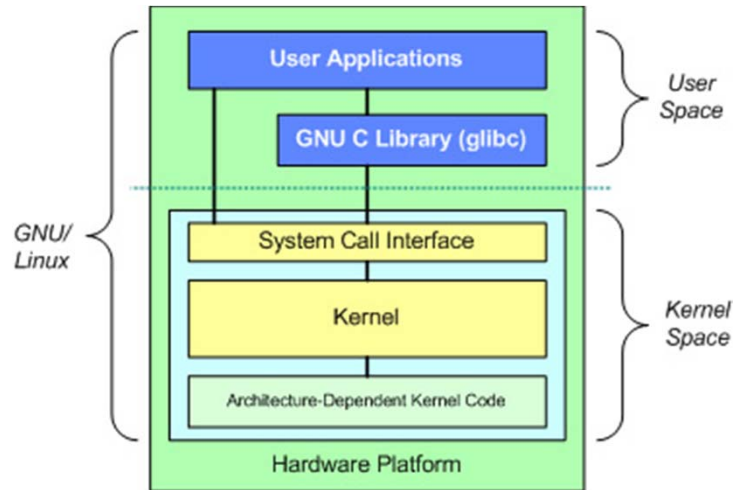 User Applications
User
Space
GNU C Library (glibc)
GNU/
Linux
System Call Interface
Kernel
Kernel
Space
Architecture-Dependent Kernel Code
Hardware Platform